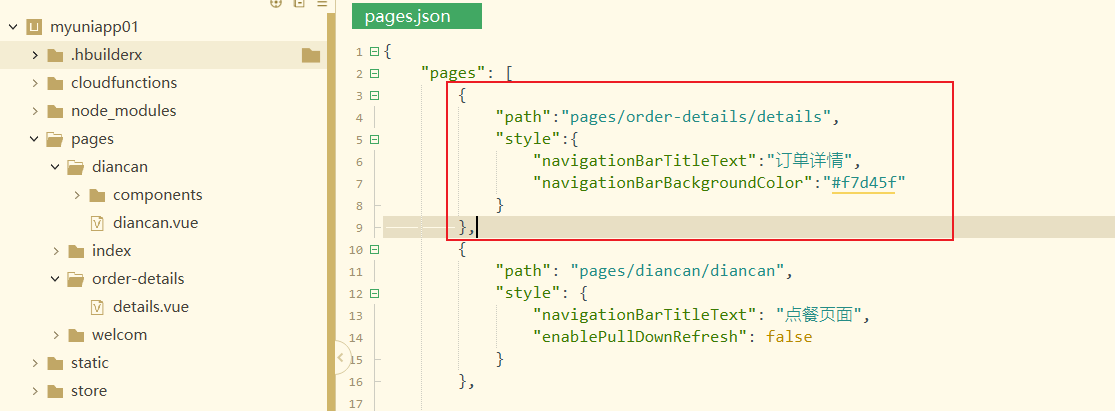 myuniapp01
.hbuilderx
cloudfunctions
node_modules
pages
diancan
components
diancan.vue
index
order-details
details.vue
welcom
static
store
pages.json
1 {
2 "pages": [
3 {
4 "path":"pages/order-details/details",
5 "style":{
6 "navigationBarTitleText":"订单详情",
7 "navigationBarBackgroundColor":"#f7d45f"
8 }
9 },
10 {
11 "path": "pages/diancan/diancan",
12 "style": {
13 "navigationBarTitleText": "点餐页面",
14 "enablePullDownRefresh": false
15 }
16 },
17